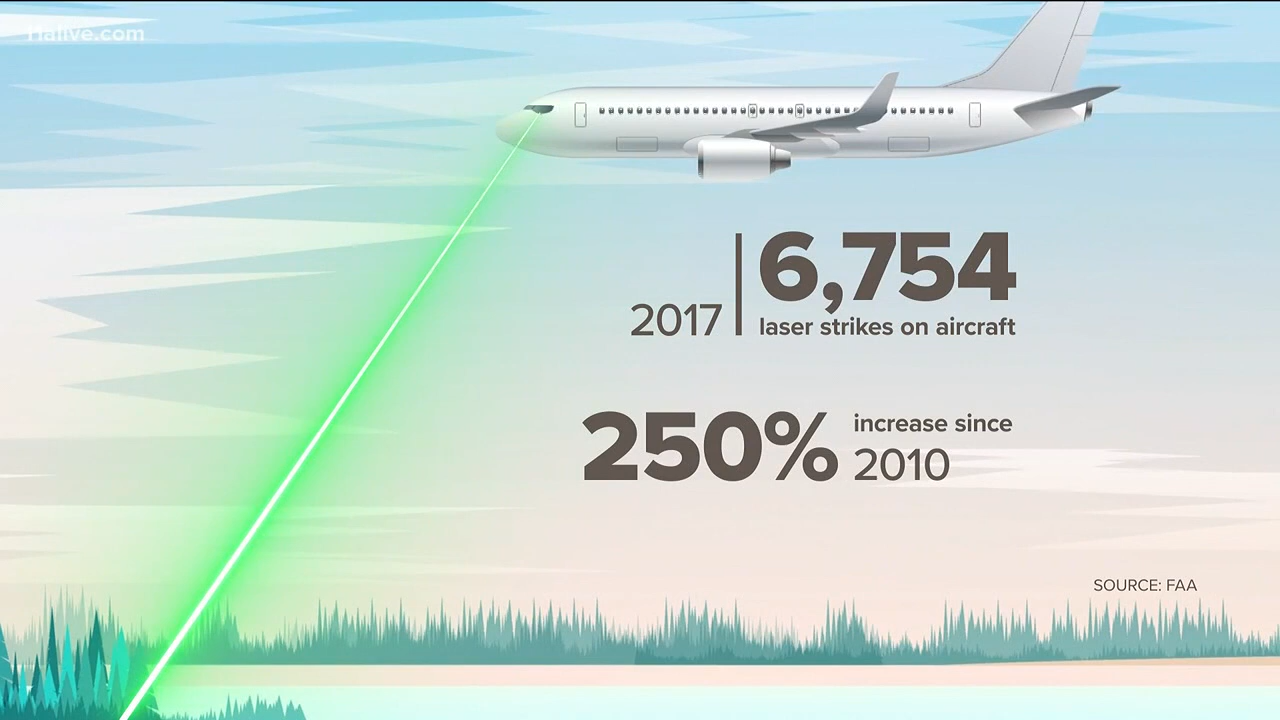 11alive.com
2017
6,754
laser strikes on aircraft
250%
increase since
2010
SOURCE: FAA